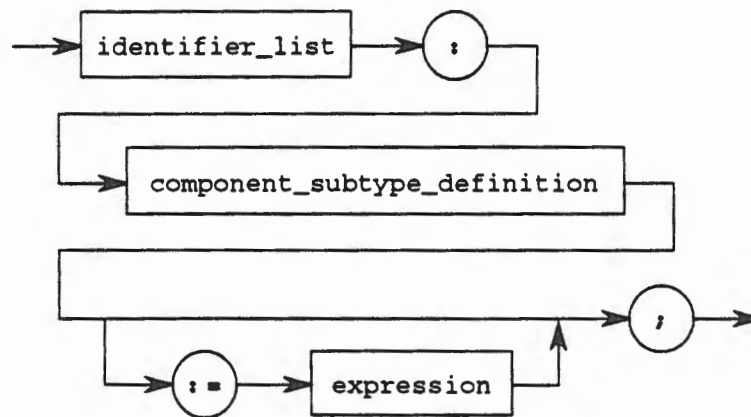 identifier_list :
component_subtype_definition
;
:= expression